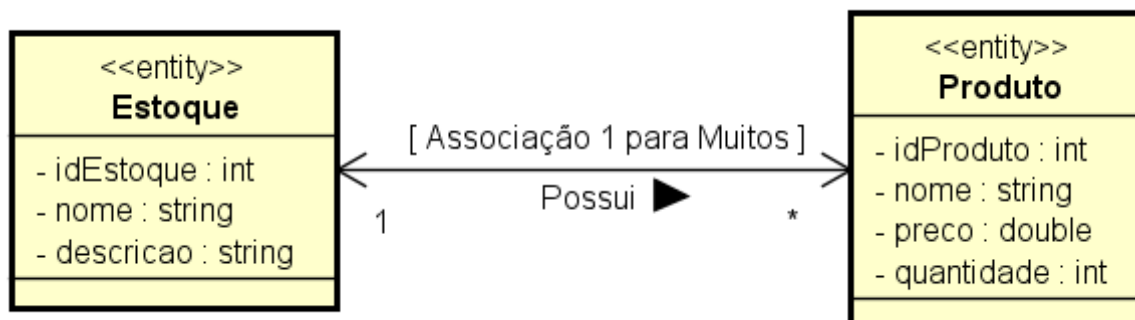 <<entity>>
Estoque
- idEstoque : int
- nome : string
- descricao : string
[ Associação 1 para Muitos ]
Possui
1
*
<<entity>>
Produto
- idProduto : int
- nome : string
- preco : double
- quantidade : int